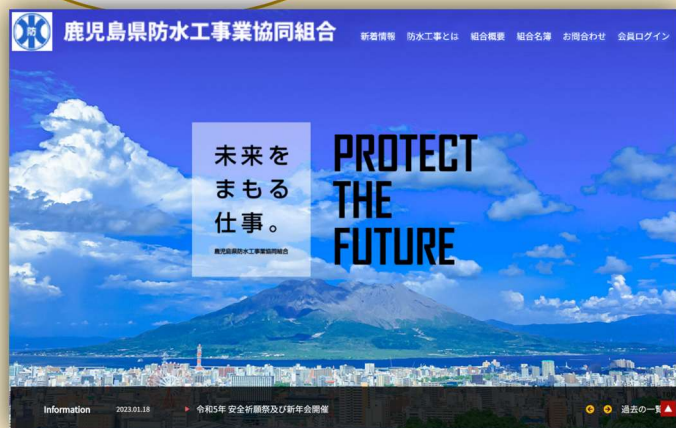 防
鹿児島県防水工事業協同組合
新着情報 防水工事とは 組合概要 組合名簿 お問合わせ 会員ログイン
未来を
まもる
仕事。
鹿児島県防水工事業協同組合
PROTECT
THE
FUTURE
Information 2023.01.18 令和5年 安全祈願祭及び新年会開催 過去の一覧